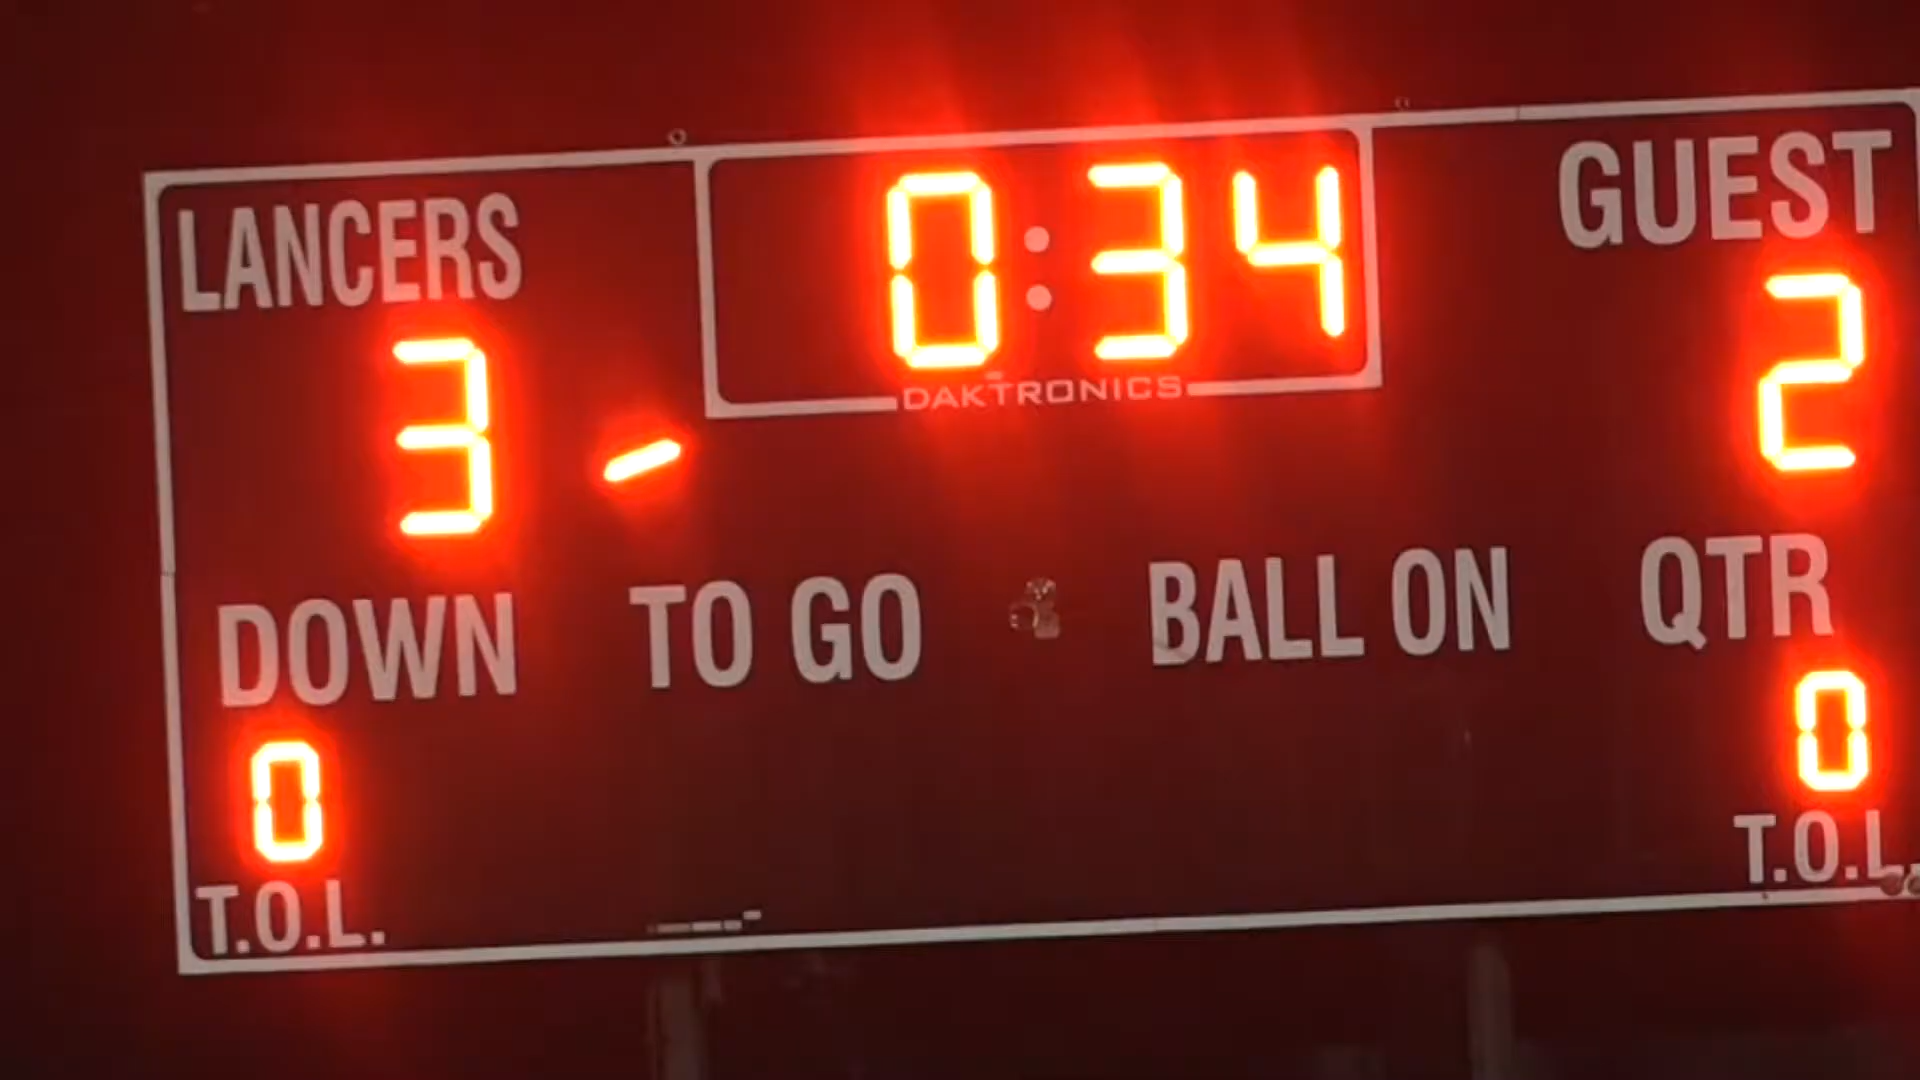 LANCERS 0:34 GUEST
3 2
DAKTRONICS
DOWN TO GO BALL ON QTR
0 0
T.O.L. T.O.L.